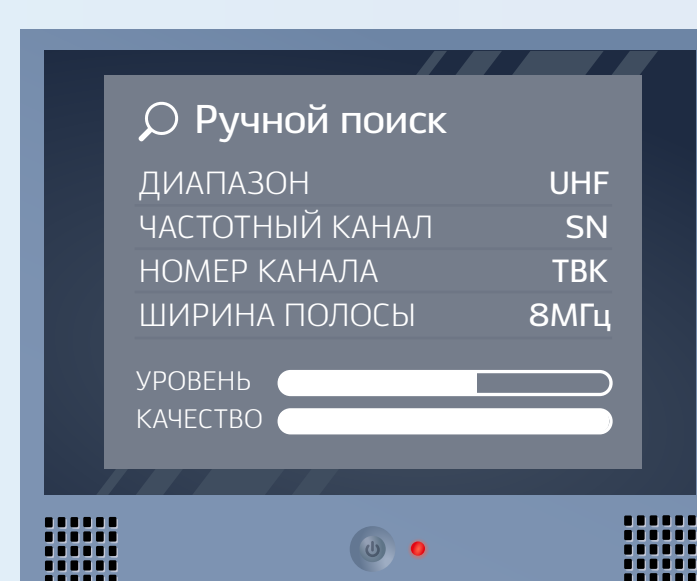 Ручной поиск
ДИАПАЗОН UHF
ЧАСТОТНЫЙ КАНАЛ SN
НОМЕР КАНАЛА ТВК
ШИРИНА ПОЛОСЫ 8МГц
УРОВЕНЬ
КАЧЕСТВО